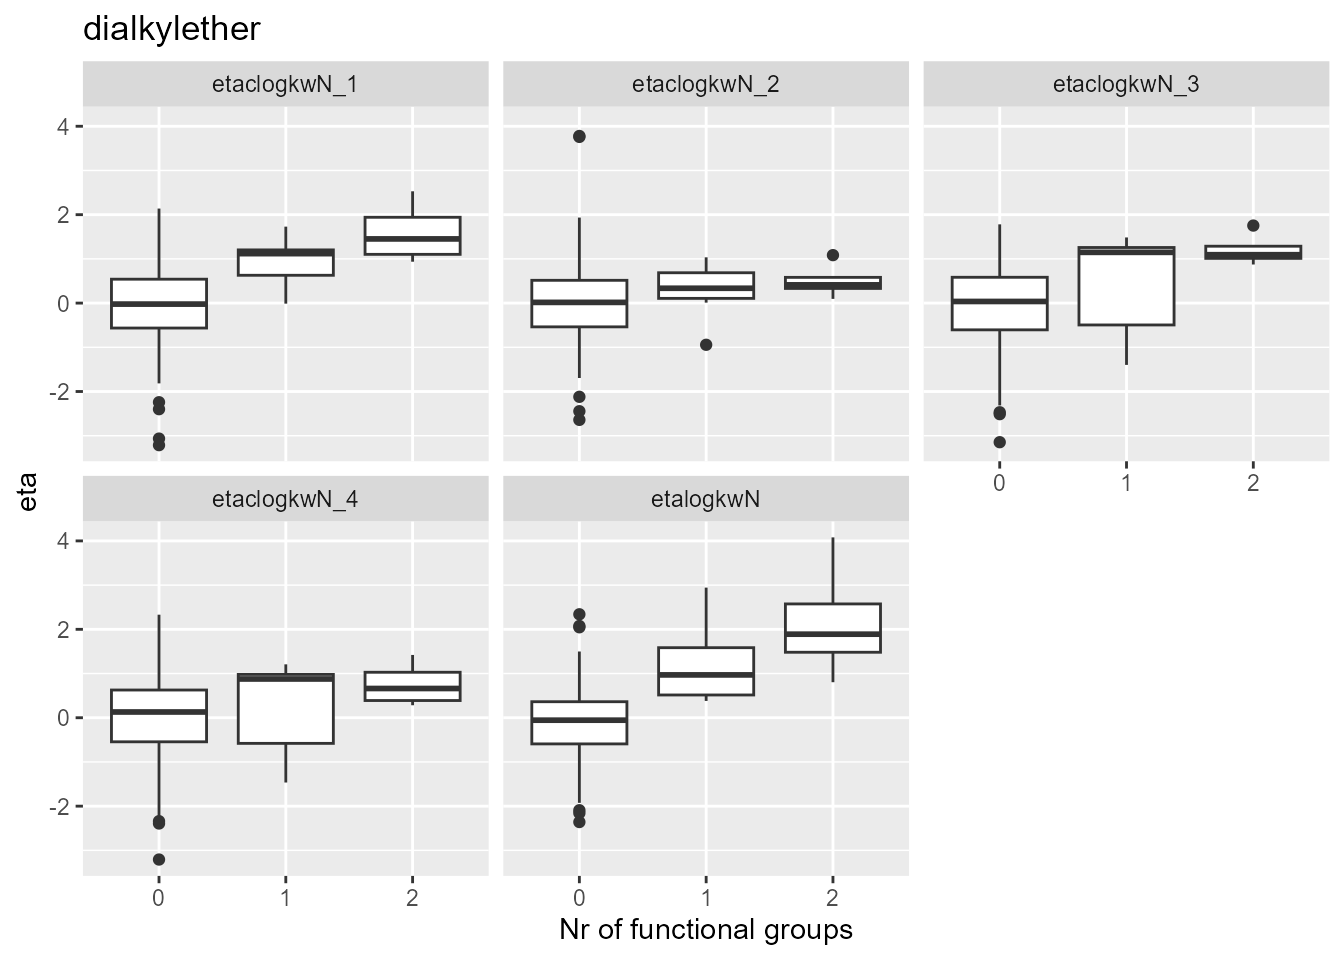 dialkylether
etaclogkwN_1 etaclogkwN_2 etaclogkwN_3
4
2
0
-2
0 1 2
etaclogkwN_4 etalogkwN
4
2
0
-2
0 1 2 0 1 2
eta
Nr of functional groups